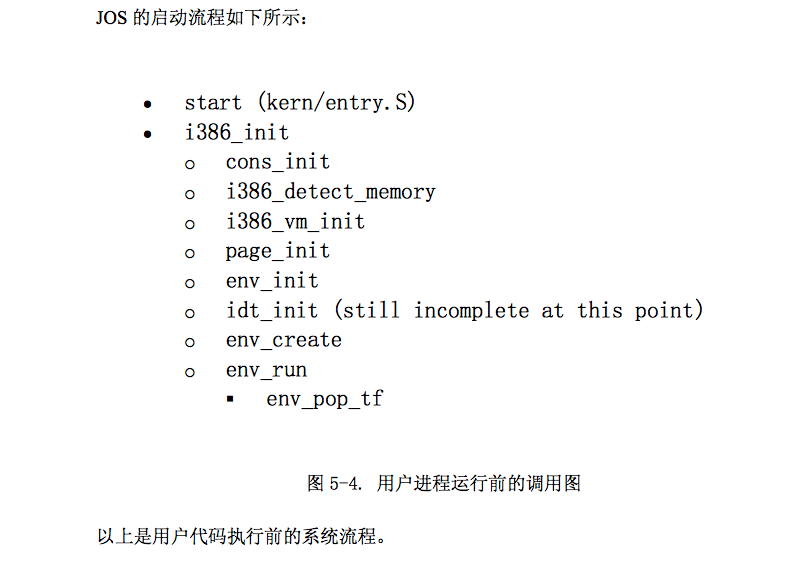 JOS 的启动流程如下所示：
• start (kern/entry.S)
• i386_init
o cons_init
o i386_detect_memory
o i386_vm_init
o page_init
o env_init
o idt_init (still incomplete at this point)
o env_create
o env_run
▪ env_pop_tf
图 5-4. 用户进程运行前的调用图
以上是用户代码执行前的系统流程。